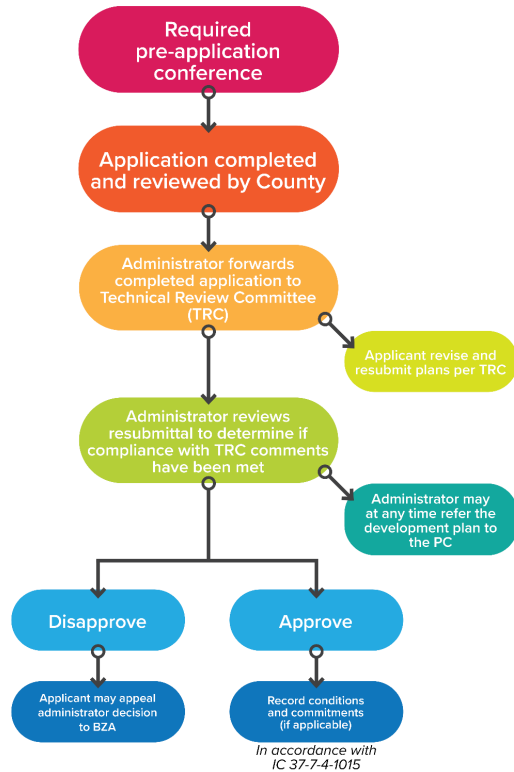 Required
pre-application
conference
Application completed
and reviewed by County
Administrator forwards
completed application to
Technical Review Committee
(TRC)
Applicant revise and
resubmit plans per TRC
Administrator reviews
resubmittal to determine if
compliance with TRC comments
have been met
Administrator may
at any time refer the
development plan to
the PC
Disapprove
Approve
Applicant may appeal
administrator decision
to BZA
Record conditions
and commitments
(if applicable)
In accordance with
IC 37-7-4-1015